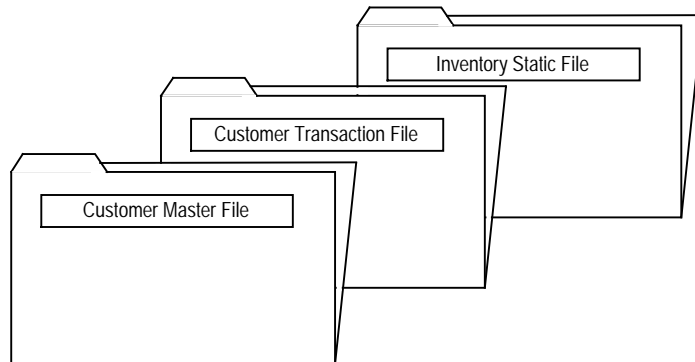 Inventory Static File
Customer Transaction File
Customer Master File